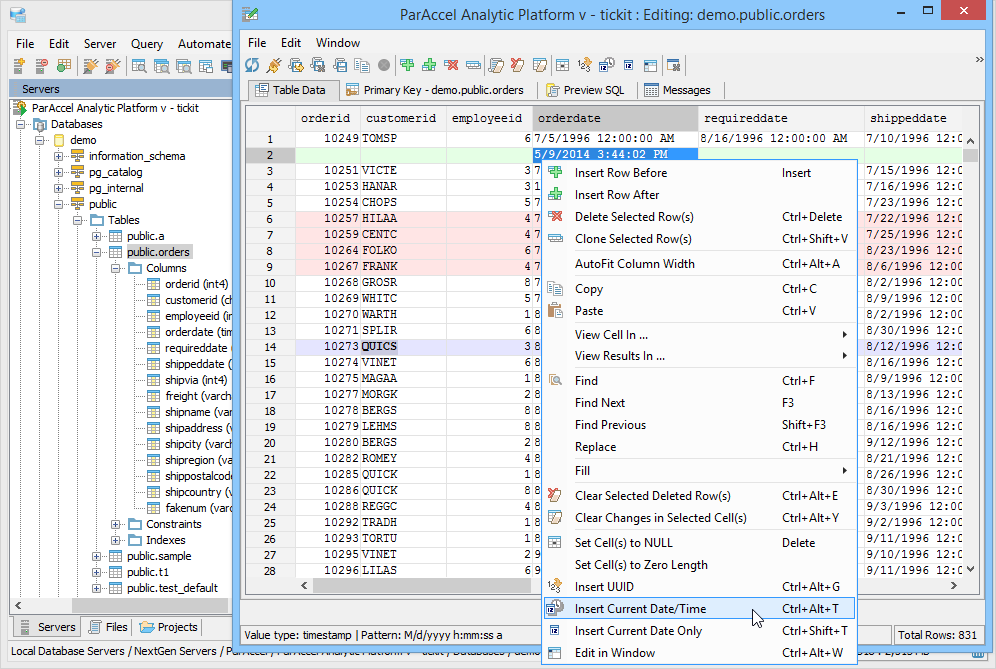 ParAccel Analytic Platform v - tickit : Editing: demo.public.orders
File Edit Server Query Automate
Servers
ParAccel Analytic Platform v - tickit
Databases
demo
information_schema
pg_catalog
pg_internal
public
Tables
public.a
public.orders
Columns
orderid (int4)
customerid (
employeeid (in
orderdate (tim
requireddate
shippeddate (
shipvia (int4)
freight (varch
shipname (var
shipaddress (
shipcity (varch
shipregion (va
shippostalcode
shipcountry (v
fakenum (varc
Constraints
Indexes
public.sample
public.t1
public.test_default
Servers Files Projects
Local Database Servers / NextGen Servers /
File Edit Window
Table Data Primary Key - demo.public.orders Preview SQL Messages
orderid customerid employeeid orderdate requireddate shippeddate
1 10249 TOMSP 6 7/5/1996 12:00:00 AM 8/16/1996 12:00:00 AM 7/10/1996 12:0
2 5/9/2014 3:44:02 PM
3 10251 VICTE 3 7 7/15/1996 12:0
4 10253 HANAR 3 1 7/16/1996 12:0
5 10254 CHOPS 5 7 7/23/1996 12:0
6 10257 HILAA 4 7 7/22/1996 12:0
7 10259 CENTC 4 7 7/25/1996 12:0
8 10264 FOLKO 6 7 8/23/1996 12:0
9 10267 FRANK 4 7 8/6/1996 12:00
10 10268 GROSR 8 7 8/2/1996 12:00
11 10269 WHITC 5 7 8/9/1996 12:00
12 10270 WARTH 1 8 8/2/1996 12:00
13 10271 SPLIR 6 8 8/30/1996 12:0
14 10273 QUICS 3 8 8/12/1996 12:0
15 10274 VINET 6 8 8/16/1996 12:0
16 10275 MAGAA 1 8 8/9/1996 12:00
17 10277 MORGK 2 8 8/13/1996 12:0
18 10278 BERGS 8 8 8/16/1996 12:0
19 10279 LEHMS 8 8 8/16/1996 12:0
20 10280 BERGS 2 8 9/12/1996 12:0
21 10282 ROMEY 4 8 8/21/1996 12:0
22 10285 QUICK 1 8 8/26/1996 12:0
23 10286 QUICK 8 8 8/30/1996 12:0
24 10288 REGGC 4 8 9/3/1996 12:00
25 10292 TRADH 1 8 9/2/1996 12:00
26 10293 TORTU 1 8 9/11/1996 12:0
27 10295 VINET 2 9 9/10/1996 12:0
28 10296 LILAS 6 9 9/11/1996 12:0
Insert Row Before Insert
Insert Row After
Delete Selected Row(s) Ctrl+Delete
Clone Selected Row(s) Ctrl+Shift+V
AutoFit Column Width Ctrl+Alt+A
Copy Ctrl+C
Paste Ctrl+V
View Cell In ...
View Results In ...
Find Ctrl+F
Find Next F3
Find Previous Shift+F3
Replace Ctrl+H
Fill
Clear Selected Deleted Row(s) Ctrl+Alt+E
Clear Changes in Selected Cell(s) Ctrl+Alt+Y
Set Cell(s) to NULL Delete
Set Cell(s) to Zero Length
Insert UUID Ctrl+Alt+G
Insert Current Date/Time Ctrl+Alt+T
Insert Current Date Only Ctrl+Shift+T
Edit in Window Ctrl+Alt+W
Value type: timestamp | Pattern: M/d/yyyy h:mm:ss a
Total Rows: 831